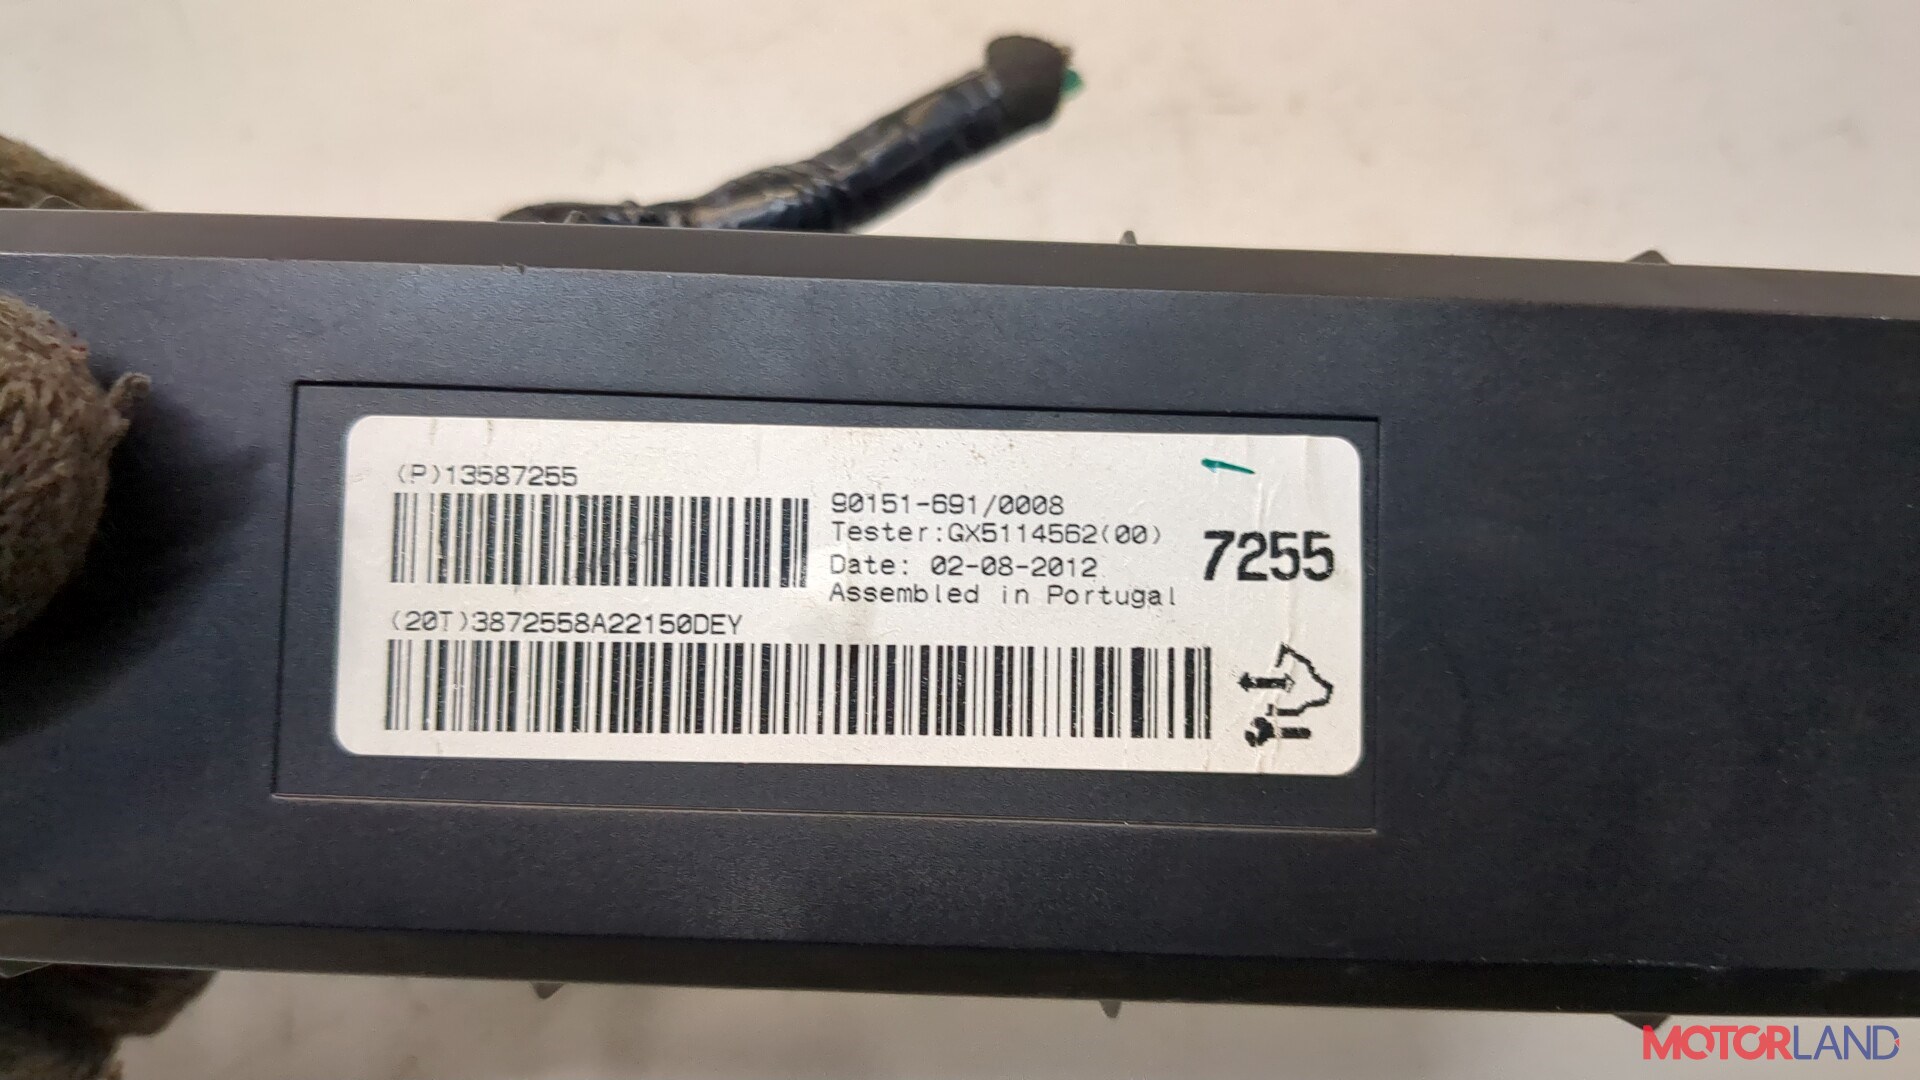 (P)13587255
90151-691/0008
Tester:GX5114562(00)
Date: 02-08-2012
Assembled in Portugal
7255
(20T)3872558A22150DEY
MOTORLAND